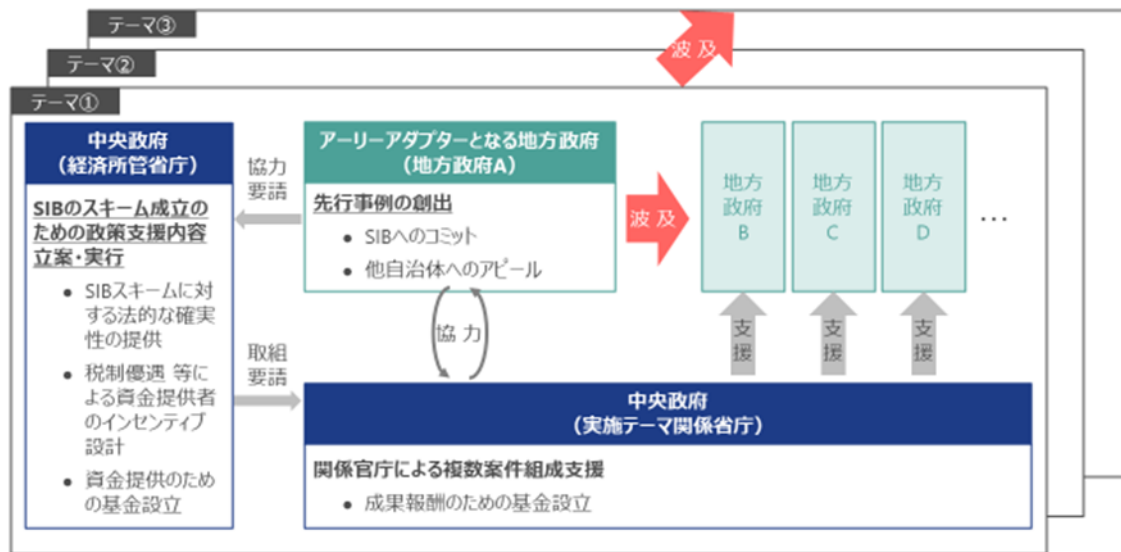 テーマ③
テーマ②
テーマ①
波及
中央政府
（経済所管省庁）
SIBのスキーム成立の
ための政策支援内容
立案・実行
● SIBスキームに対
する法的な確実
性の提供
● 税制優遇 等に
よる資金提供者
のインセンティブ
設計
● 資金提供のため
の基金設立
協力
要請
取組
要請
アーリーアダプターとなる地方政府
（地方政府A）
先行事例の創出
● SIBへのコミット
● 他自治体へのアピール
協力
波及
地方
政府
B
地方
政府
C
地方
政府
D
…
支援
支援
支援
中央政府
（実施テーマ関係省庁）
関係官庁による複数案件組成支援
● 成果報酬のための基金設立